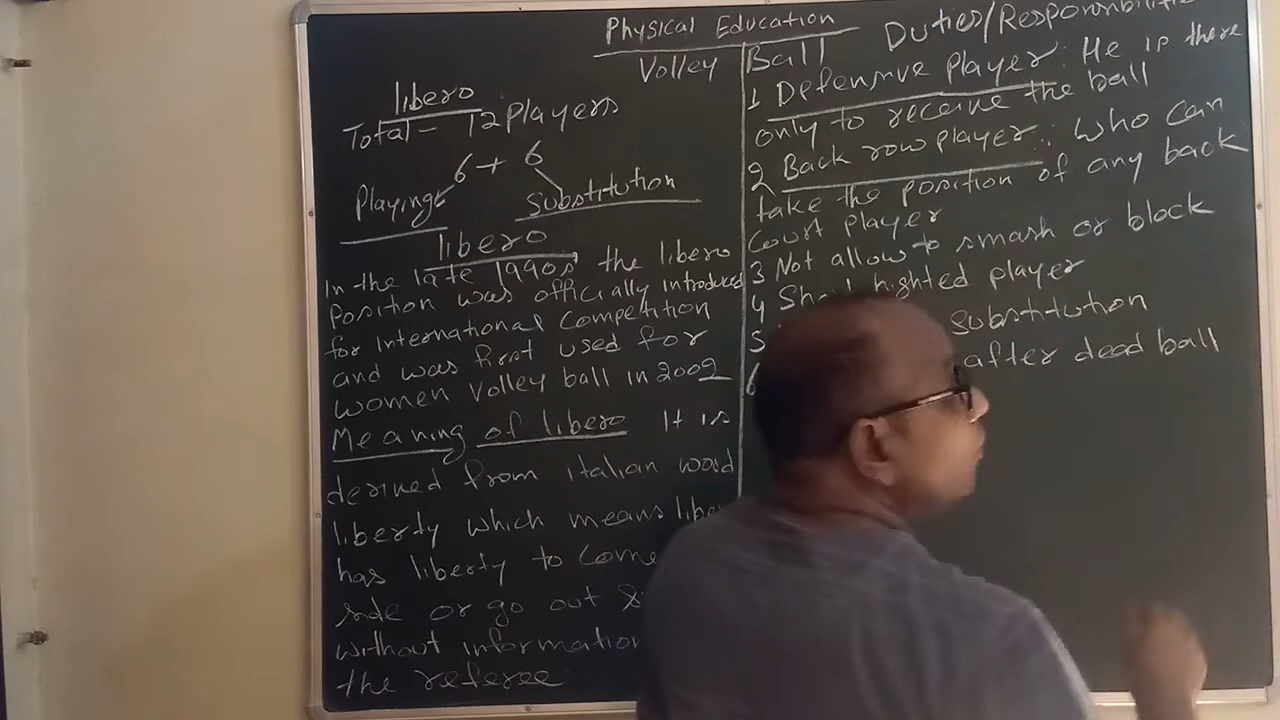 Physical Education
Volley Ball
libero
Total - 12 Players
6 + 6
Playing Substitution
libero
In the late 1990s the libero
Position was officially introduced
for International Competition
and was first used for
women volley ball in 2002
Meaning of libero It is
derived from italian word
liberty which means
has liberty to come
side or go out
without information
the referee
Duties/Responsibilitie
1 Defensive Player: He is there
only to receive the ball
2 Back row player: who can
take the position of any back
Court player
3 Not allow to smash or block
4 highted player
5 substitution
6 after dead ball